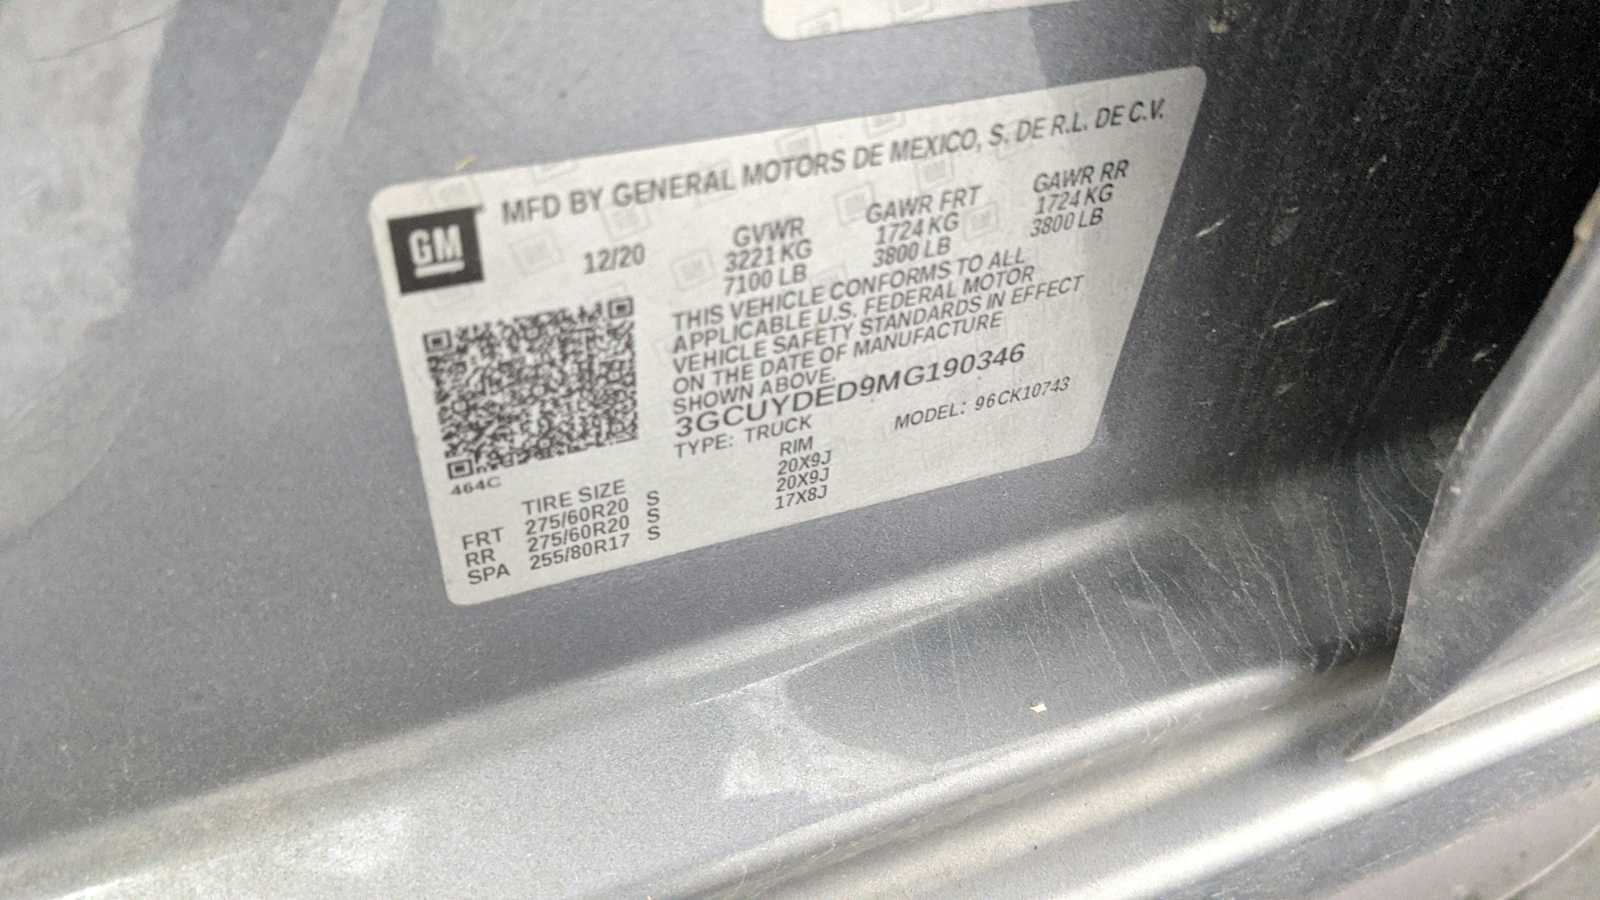 MFD BY GENERAL MOTORS DE MEXICO, S. DE R.L. DE C.V.
GM
12/20
GVWR
3221 KG
7100 LB
GAWR FRT
1724 KG
3800 LB
GAWR RR
1724 KG
3800 LB
THIS VEHICLE CONFORMS TO ALL
APPLICABLE U.S. FEDERAL MOTOR
VEHICLE SAFETY STANDARDS IN EFFECT
ON THE DATE OF MANUFACTURE
SHOWN ABOVE.
3GCUYDED9MG190346
TYPE: TRUCK MODEL: 96CK10743
464C
TIRE SIZE RIM
FRT 275/60R20 S 20X9J
RR 275/60R20 S 20X9J
SPA 255/80R17 S 17X8J